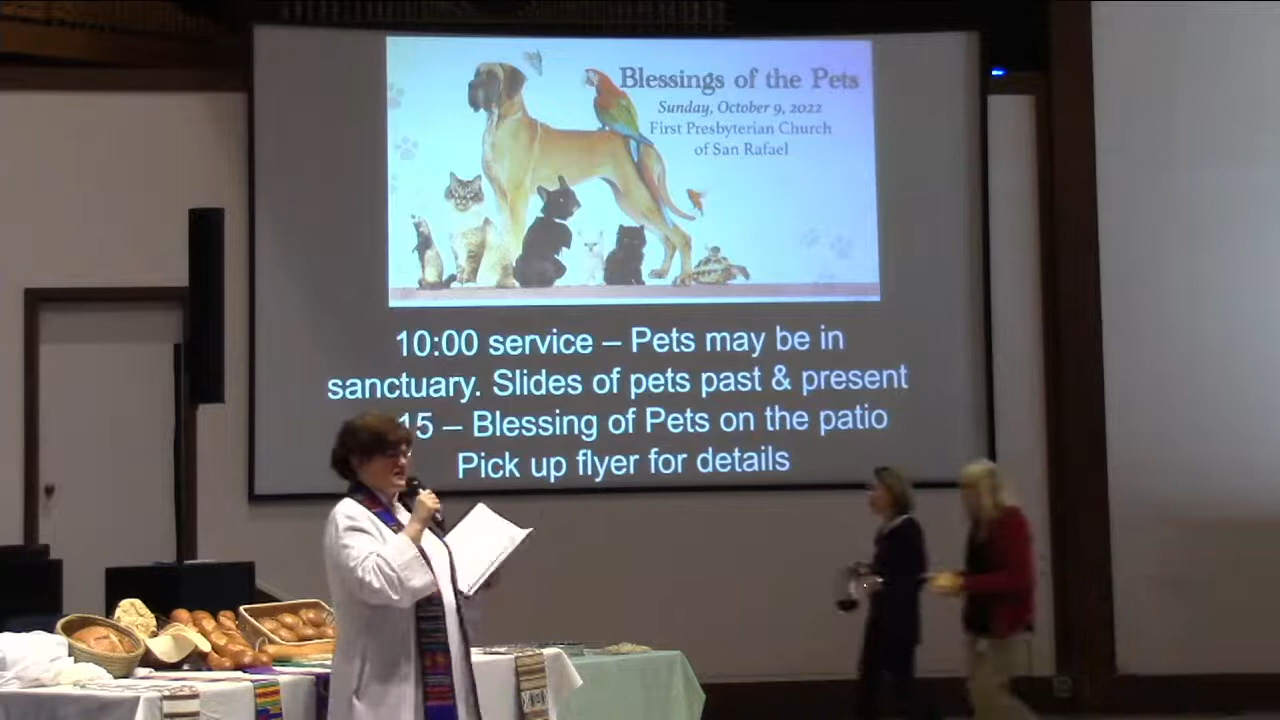 Blessings of the Pets
Sunday, October 9, 2022
First Presbyterian Church
of San Rafael
10:00 service – Pets may be in
sanctuary. Slides of pets past & present
15 – Blessing of Pets on the patio
Pick up flyer for details